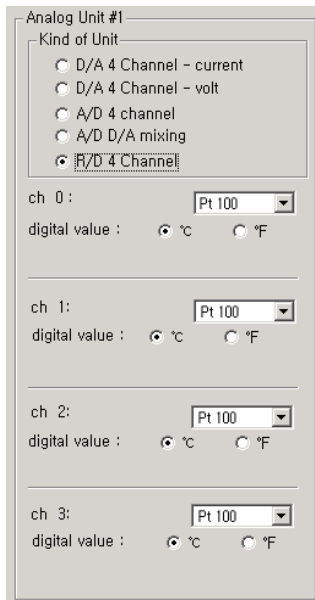 Analog Unit #1
Kind of Unit
D/A 4 Channel - current
D/A 4 Channel - volt
A/D 4 channel
A/D D/A mixing
R/D 4 Channel
ch 0: Pt 100
digital value : ℃ ℉
ch 1: Pt 100
digital value : ℃ ℉
ch 2: Pt 100
digital value : ℃ ℉
ch 3: Pt 100
digital value : ℃ ℉